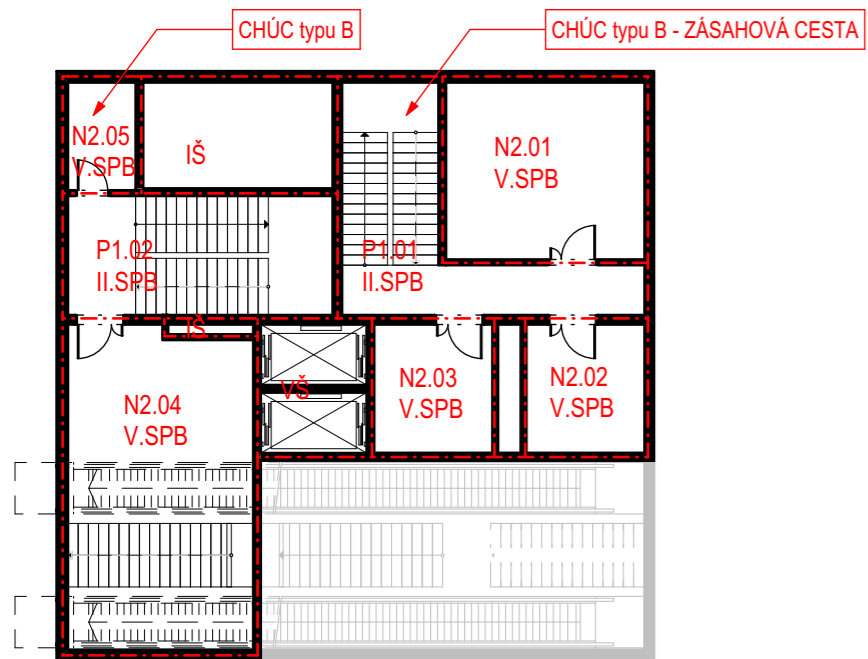 CHÚC typu B
CHÚC typu B - ZÁSAHOVÁ CESTA
N2.05
V.SPB
IŠ
N2.01
V.SPB
P1.02
II.SPB
P1.01
II.SPB
IŠ
VŠ
N2.03
V.SPB
N2.02
V.SPB
N2.04
V.SPB